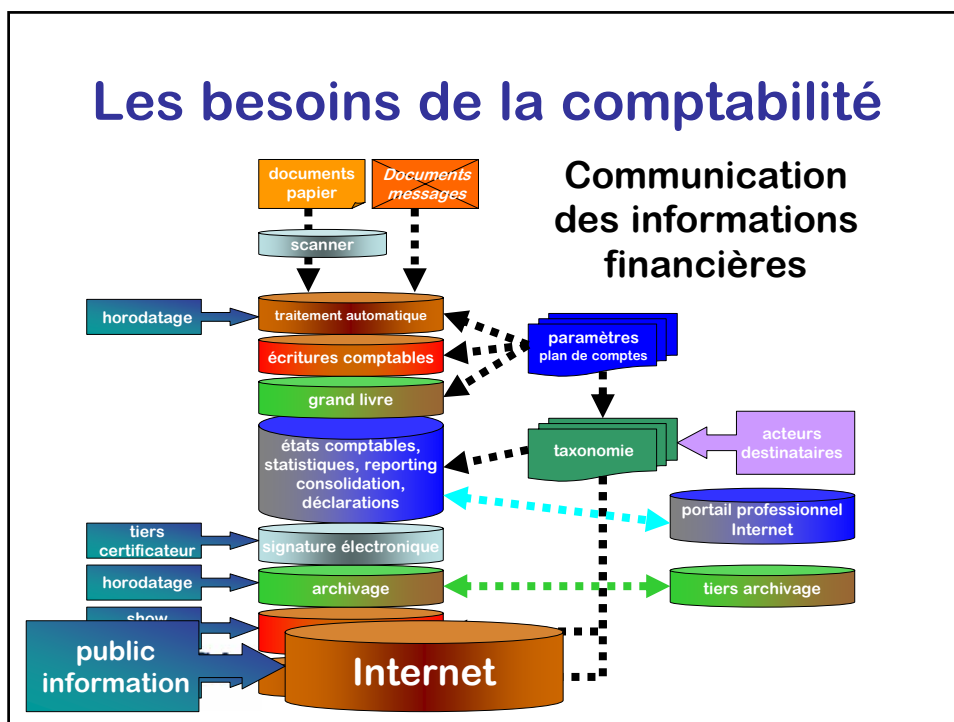 Les besoins de la comptabilité
Communication
des informations
financières
documents
papier
Documents
messages
scanner
horodatage
traitement automatique
paramètres
plan de comptes
écritures comptables
grand livre
états comptables,
statistiques, reporting
consolidation,
déclarations
taxonomie
acteurs
destinataires
portail professionnel
Internet
tiers
certificateur
signature électronique
horodatage
archivage
tiers archivage
show
public
information
Internet